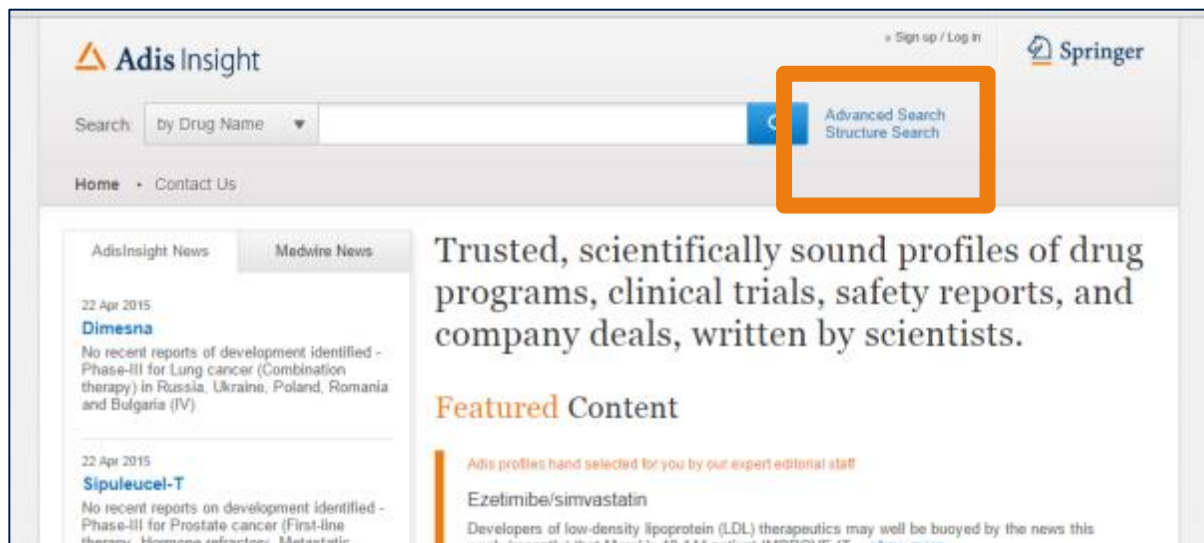 » Sign up / Log in
Adis Insight
Springer
Search: by Drug Name
Advanced Search
Structure Search
Home • Contact Us
AdisInsight News Medwire News
22 Apr 2015
Dimesna
No recent reports of development identified -
Phase-III for Lung cancer (Combination
therapy) in Russia, Ukraine, Poland, Romania
and Bulgaria (IV)
22 Apr 2015
Sipuleucel-T
No recent reports on development identified -
Phase-III for Prostate cancer (First-line
therapy, Hormone refractory, Metastatic
Trusted, scientifically sound profiles of drug
programs, clinical trials, safety reports, and
company deals, written by scientists.
Featured Content
Adis profiles hand selected for you by our expert editorial staff
Ezetimibe/simvastatin
Developers of low-density lipoprotein (LDL) therapeutics may well be buoyed by the news this